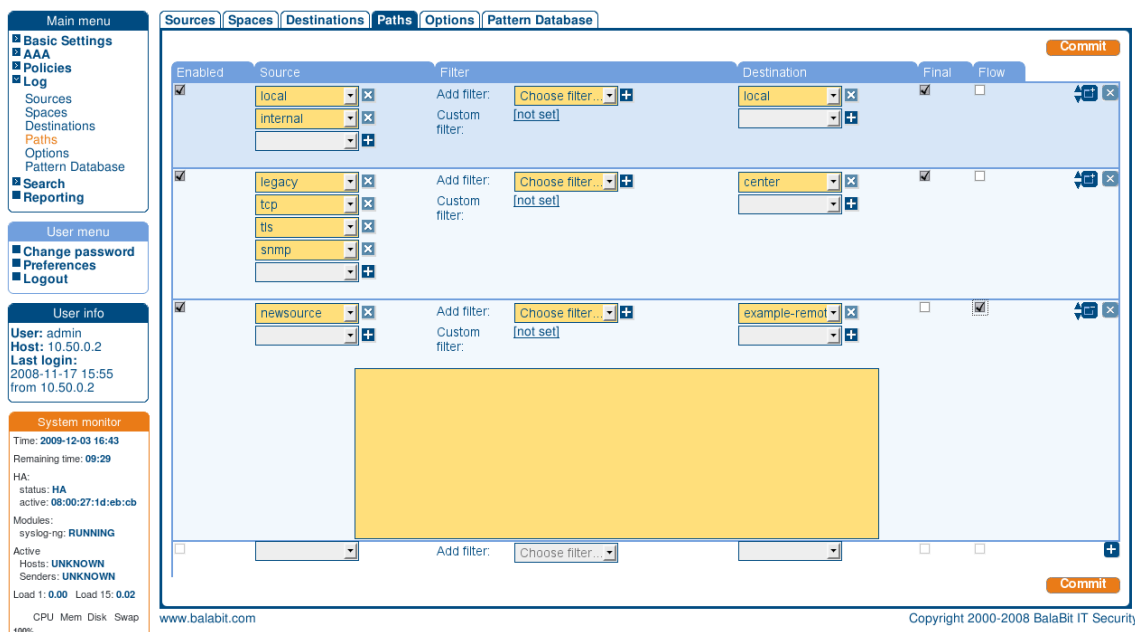 Main menu
Basic Settings
AAA
Policies
Log
Sources
Spaces
Destinations
Paths
Options
Pattern Database
Search
Reporting
User menu
Change password
Preferences
Logout
User info
User: admin
Host: 10.50.0.2
Last login:
2008-11-17 15:55
from 10.50.0.2
System monitor
Time: 2009-12-03 16:43
Remaining time: 09:29
HA:
status: HA
active: 08:00:27:1d:eb:cb
Modules:
syslog-ng: RUNNING
Active
Hosts: UNKNOWN
Senders: UNKNOWN
Load 1: 0.00 Load 15: 0.02
CPU Mem Disk Swap
100%
Sources Spaces Destinations Paths Options Pattern Database
Commit
Enabled Source Filter Destination Final Flow
local Add filter: Choose filter... local
internal Custom [not set]
filter:
legacy Add filter: Choose filter... center
tcp Custom [not set]
filter:
tls
snmp
newsource Add filter: Choose filter... example-remot
Custom [not set]
filter:
Add filter: Choose filter...
Commit
www.balabit.com Copyright 2000-2008 BalaBit IT Security